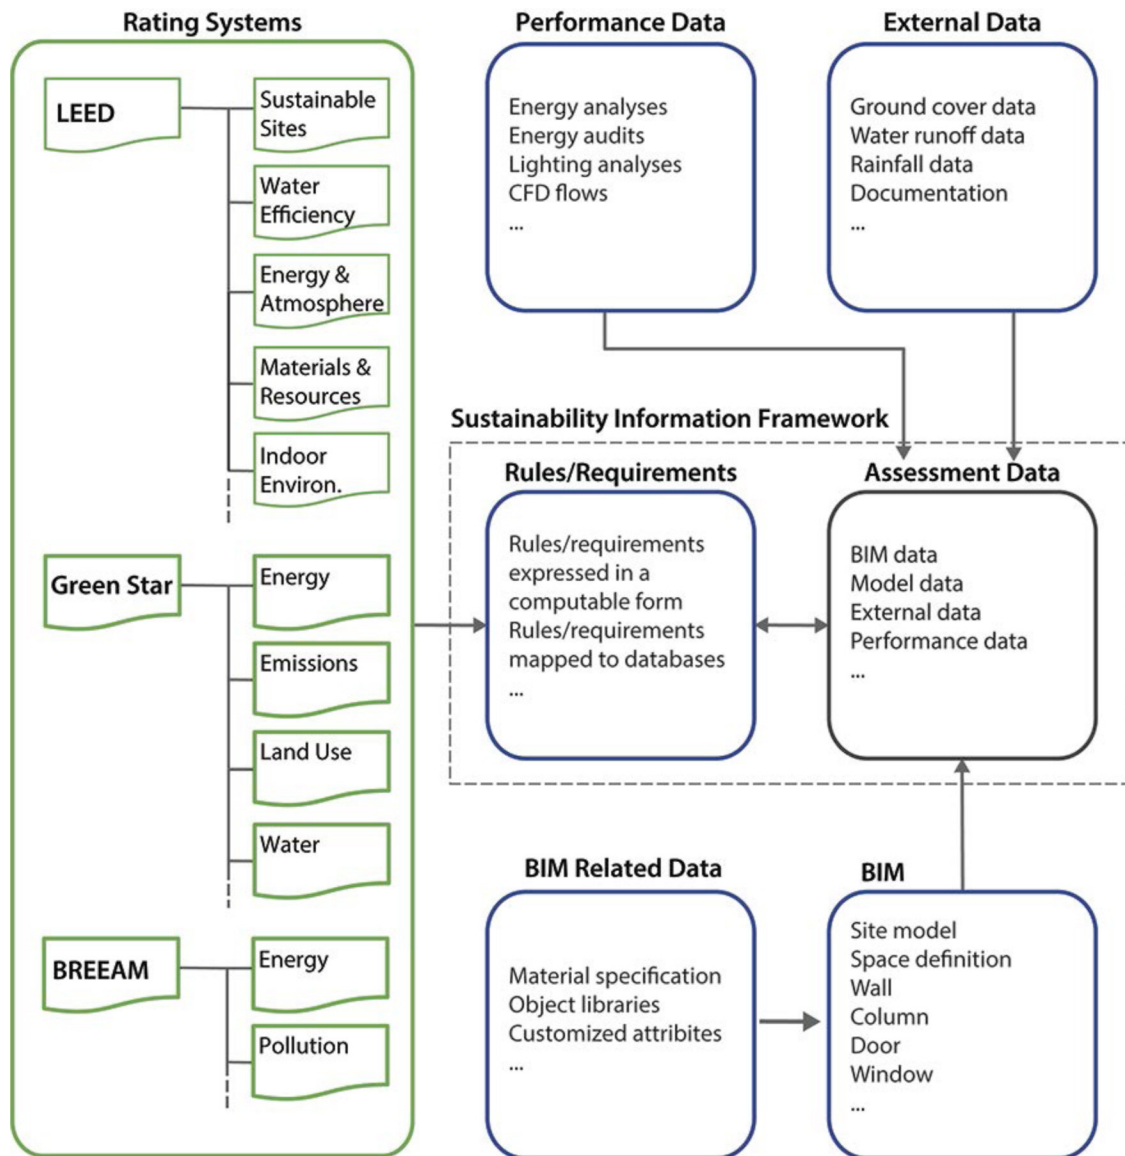 Rating Systems
LEED
Sustainable
Sites
Water
Efficiency
Energy &
Atmosphere
Materials &
Resources
Indoor
Environ.
Green Star
Energy
Emissions
Land Use
Water
BREEAM
Energy
Pollution
Performance Data
Energy analyses
Energy audits
Lighting analyses
CFD flows
...
External Data
Ground cover data
Water runoff data
Rainfall data
Documentation
...
Sustainability Information Framework
Rules/Requirements
Rules/requirements
expressed in a
computable form
Rules/requirements
mapped to databases
...
Assessment Data
BIM data
Model data
External data
Performance data
...
BIM Related Data
Material specification
Object libraries
Customized attribites
...
BIM
Site model
Space definition
Wall
Column
Door
Window
...